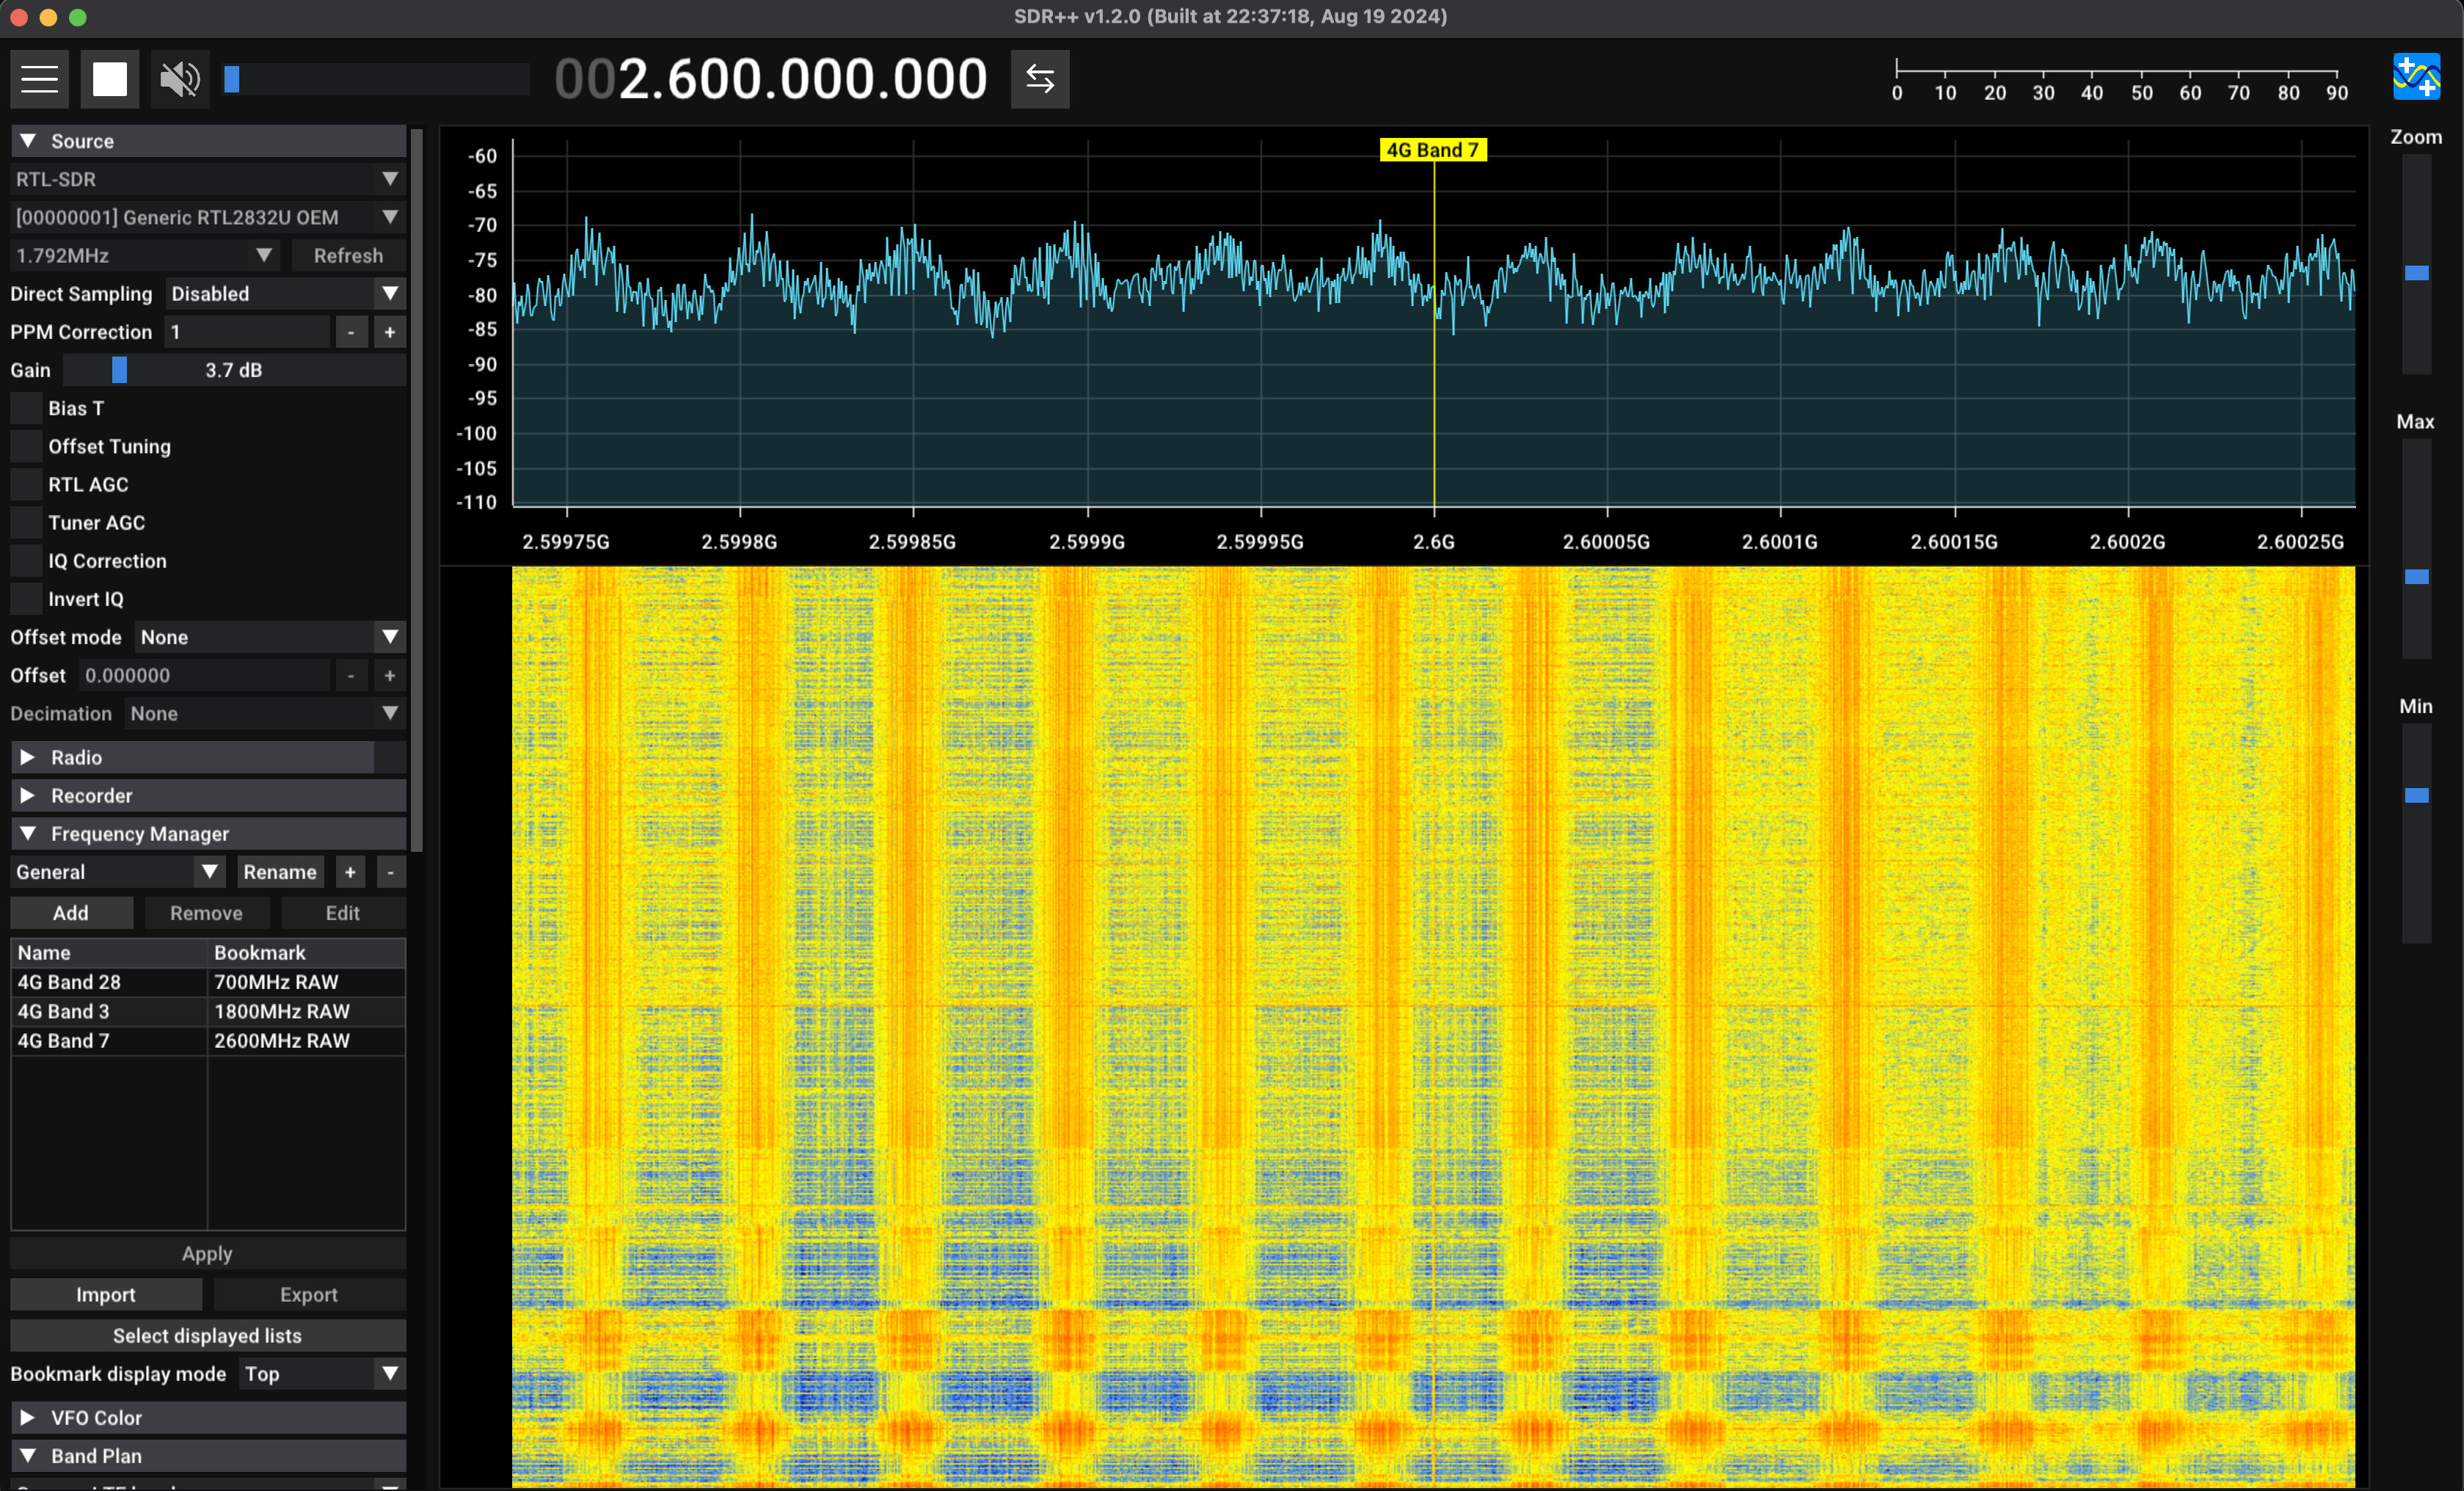 SDR++ v1.2.0 (Built at 22:37:18, Aug 19 2024)
002.600.000.000
0 10 20 30 40 50 60 70 80 90
Source
RTL-SDR
[00000001] Generic RTL2832U OEM
1.792MHz Refresh
Direct Sampling Disabled
PPM Correction 1 - +
Gain 3.7 dB
Bias T
Offset Tuning
RTL AGC
Tuner AGC
IQ Correction
Invert IQ
Offset mode None
Offset 0.000000 - +
Decimation None
Radio
Recorder
Frequency Manager
General Rename + -
Add Remove Edit
Name Bookmark
4G Band 28 700MHz RAW
4G Band 3 1800MHz RAW
4G Band 7 2600MHz RAW
Apply
Import Export
Select displayed lists
Bookmark display mode Top
VFO Color
Band Plan
4G Band 7
-60
-65
-70
-75
-80
-85
-90
-95
-100
-105
-110
2.59975G 2.5998G 2.59985G 2.5999G 2.59995G 2.6G 2.60005G 2.6001G 2.60015G 2.6002G 2.60025G
Zoom
Max
Min